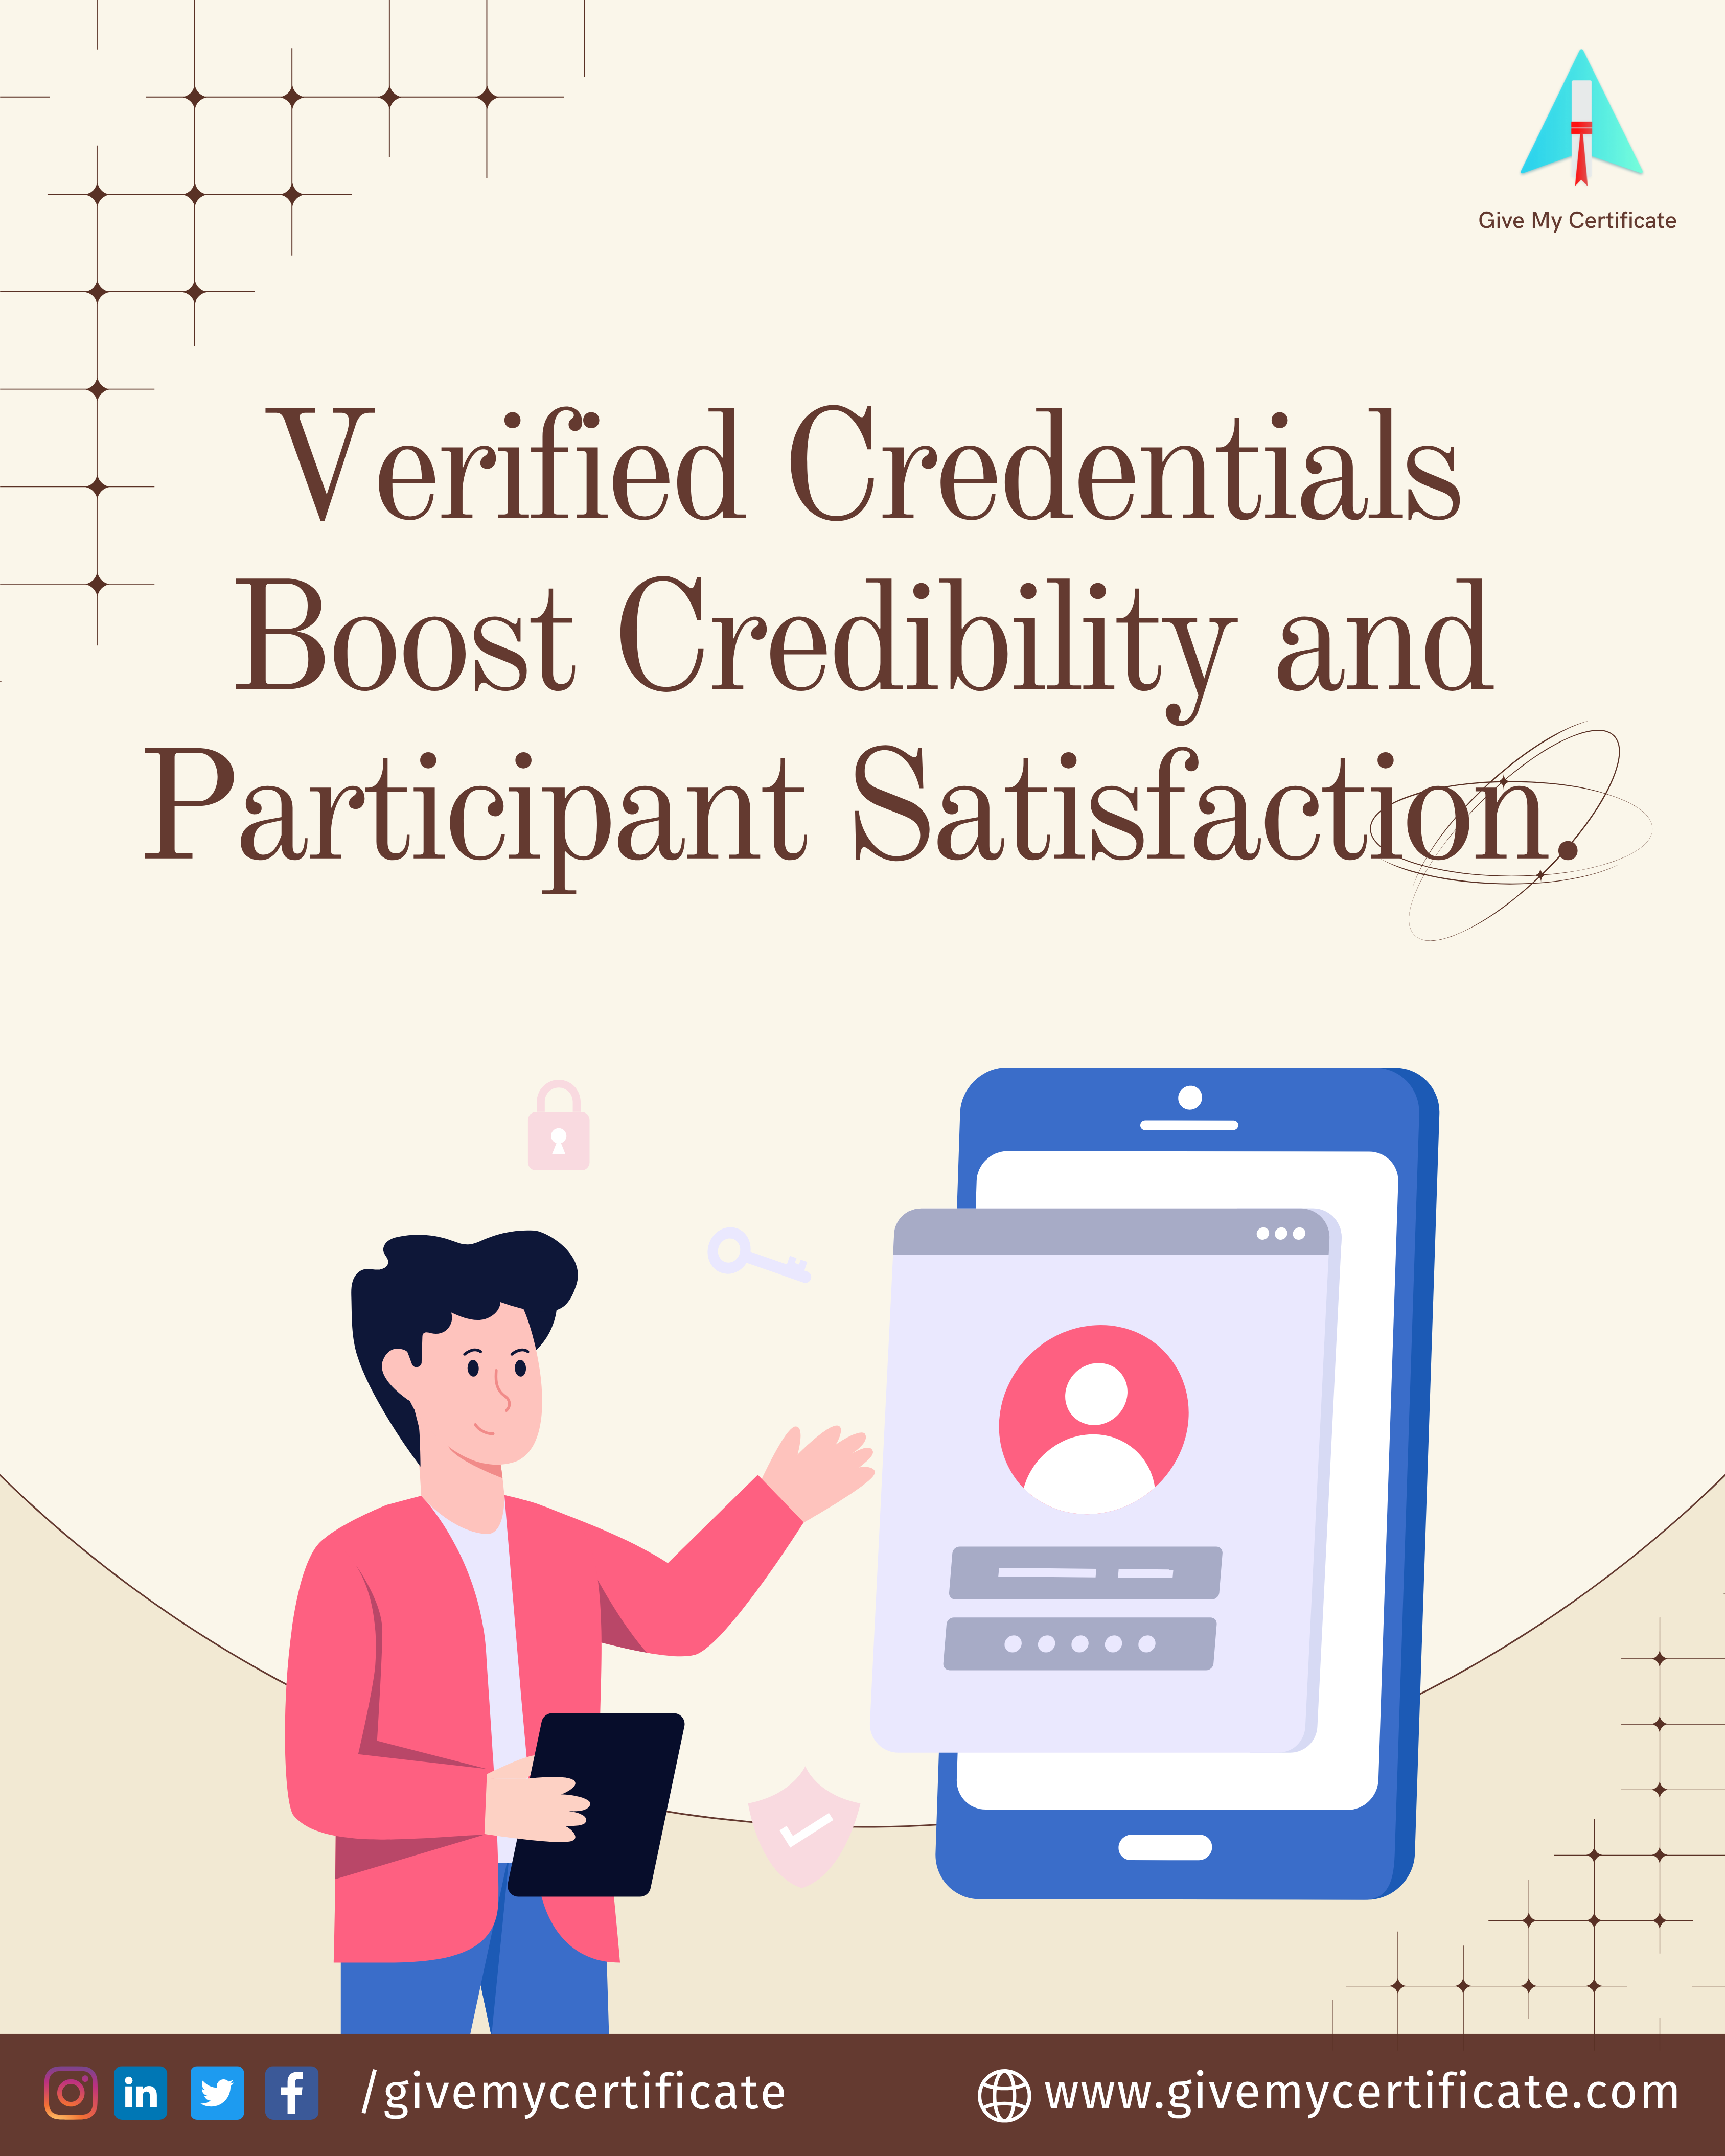 Give My Certificate
Verified Credentials
Boost Credibility and
Participant Satisfaction.
/givemycertificate
www.givemycertificate.com